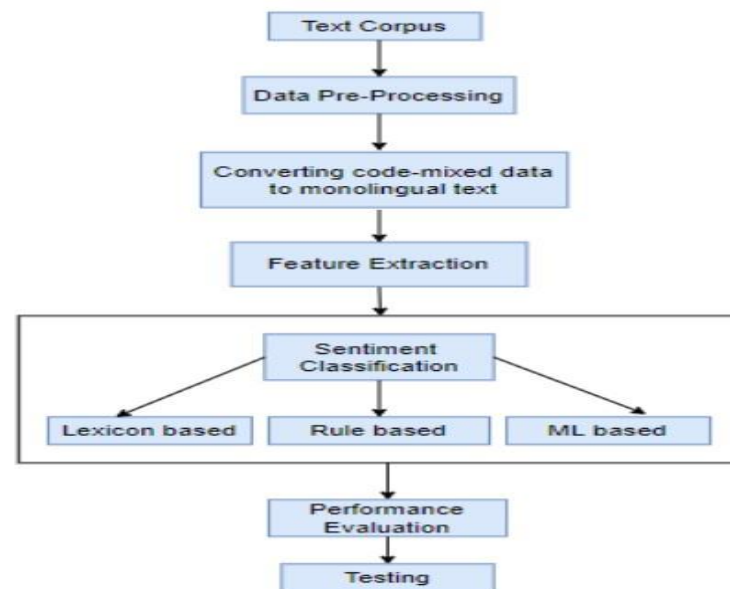 Text Corpus
Data Pre-Processing
Converting code-mixed data
to monolingual text
Feature Extraction
Sentiment
Classification
Lexicon based
Rule based
ML based
Performance
Evaluation
Testing